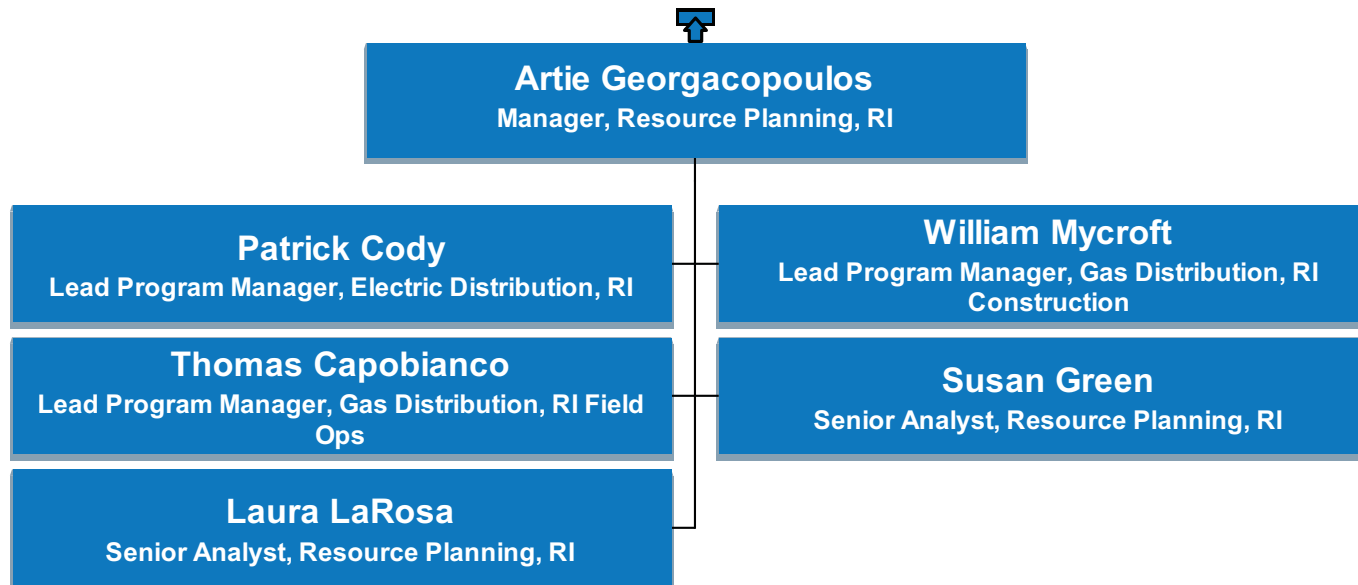 Artie Georgacopoulos
Manager, Resource Planning, RI
Patrick Cody
Lead Program Manager, Electric Distribution, RI
William Mycroft
Lead Program Manager, Gas Distribution, RI
Construction
Thomas Capobianco
Lead Program Manager, Gas Distribution, RI Field
Ops
Susan Green
Senior Analyst, Resource Planning, RI
Laura LaRosa
Senior Analyst, Resource Planning, RI